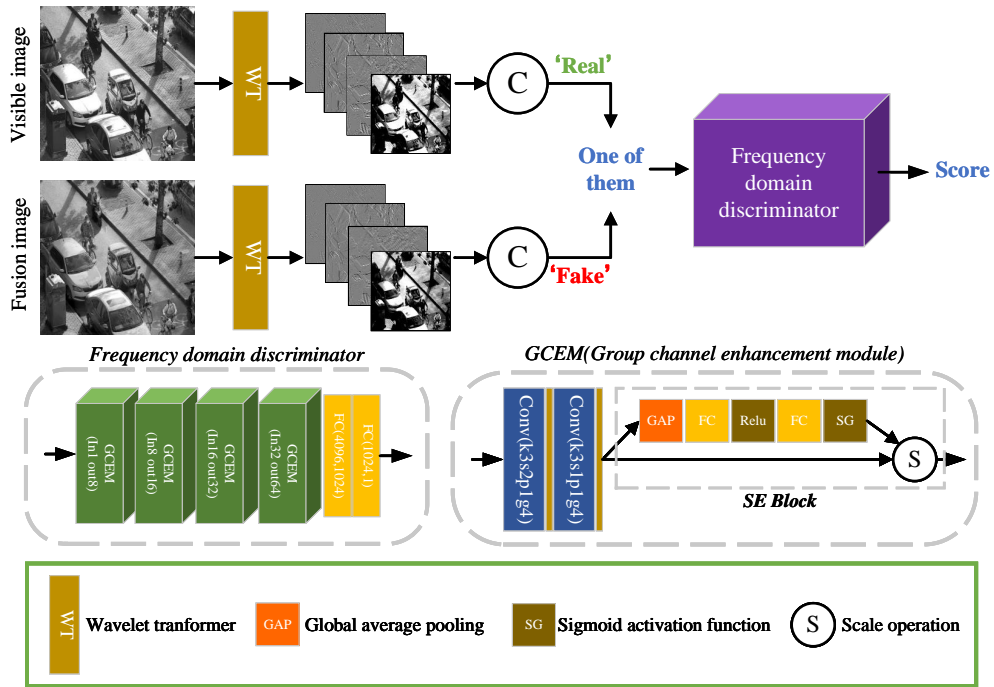 Visible image
WT
C
‘Real’
One of
them
Frequency
domain
discriminator
Score
Fusion image
WT
C
‘Fake’
Frequency domain discriminator
GCEM
(In1 out8)
GCEM
(In8 out16)
GCEM
(In16 out32)
GCEM
(In32 out64)
FC(4096,1024)
FC(1024,1)
GCEM(Group channel enhancement module)
Conv(k3s2p1g4)
Conv(k3s1p1g4)
GAP
FC
Relu
FC
SG
S
SE Block
WT
Wavelet tranformer
GAP
Global average pooling
SG
Sigmoid activation function
S
Scale operation